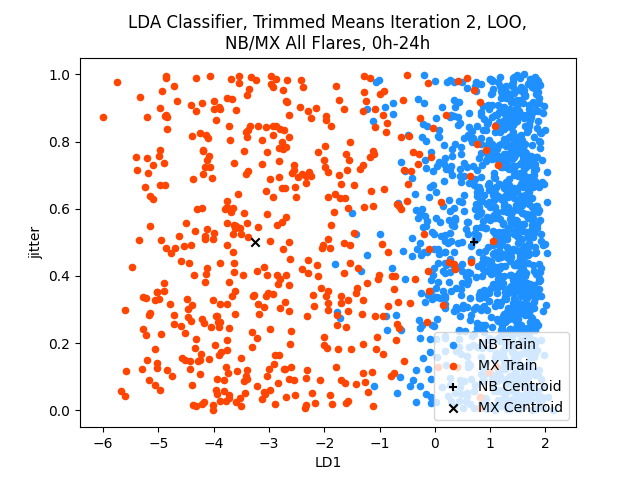 LDA Classifier, Trimmed Means Iteration 2, LOO,
NB/MX All Flares, 0h-24h
1.0
0.8
0.6
0.4
0.2
0.0
jitter
NB Train
MX Train
NB Centroid
MX Centroid
−6 −5 −4 −3 −2 −1 0 1 2
LD1